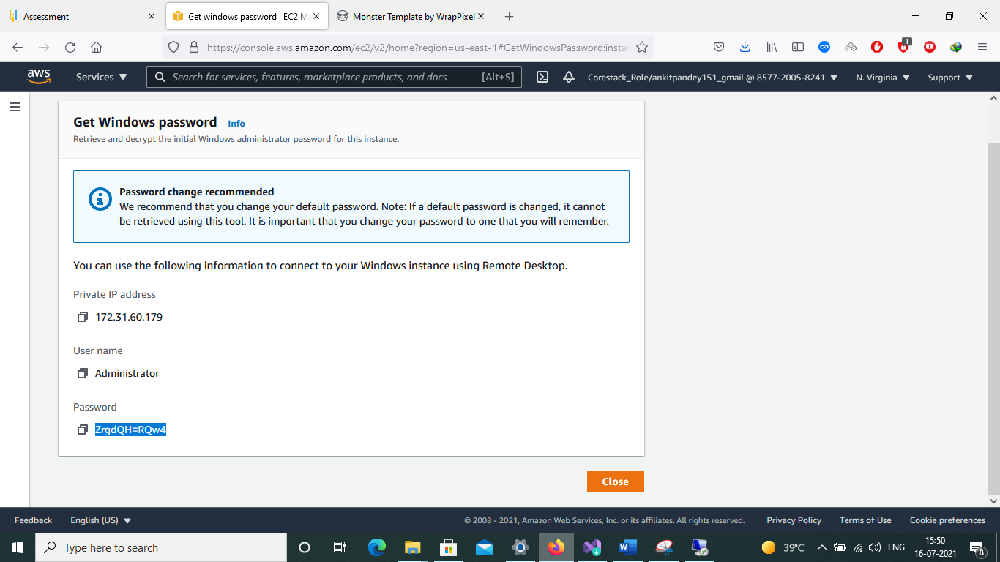 Assessment
Get windows password | EC2 Ma
Monster Template by WrapPixel
https://console.aws.amazon.com/ec2/v2/home?region=us-east-1#GetWindowsPassword:instan
1
aws
Services
Search for services, features, marketplace products, and docs
[Alt+S]
Corestack_Role/ankitpandey151_gmail @ 8577-2005-8241
N. Virginia
Support
Get Windows password
Info
Retrieve and decrypt the initial Windows administrator password for this instance.
Password change recommended
We recommend that you change your default password. Note: If a default password is changed, it cannot
be retrieved using this tool. It is important that you change your password to one that you will remember.
You can use the following information to connect to your Windows instance using Remote Desktop.
Private IP address
172.31.60.179
User name
Administrator
Password
ZrgdQH=RQw4
Close
Feedback
English (US)
© 2008 - 2021, Amazon Web Services, Inc. or its affiliates. All rights reserved.
Privacy Policy
Terms of Use
Cookie preferences
Type here to search
39°C
ENG
15:50
16-07-2021
8